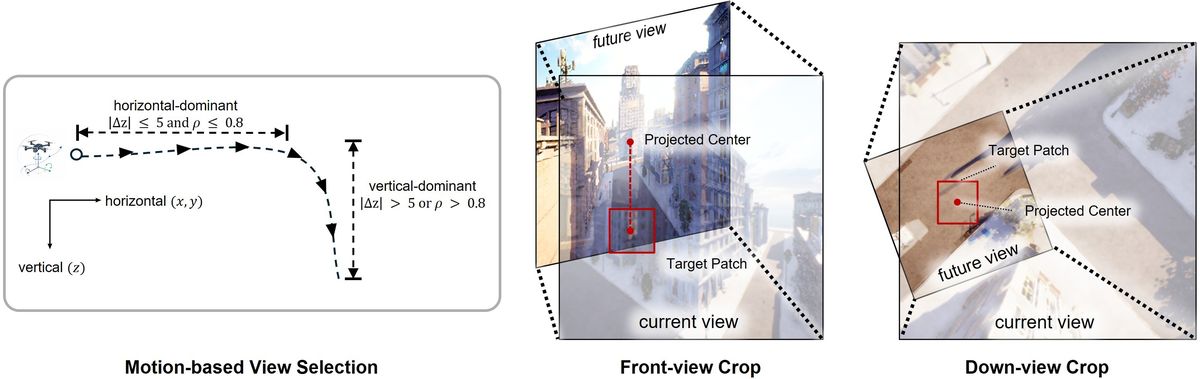 horizontal-dominant
|Δz| ≤ 5 and ρ ≤ 0.8
vertical-dominant
|Δz| > 5 or ρ > 0.8
horizontal (x, y)
vertical (z)
Motion-based View Selection
future view
Projected Center
Target Patch
current view
Front-view Crop
Target Patch
Projected Center
future view
current view
Down-view Crop